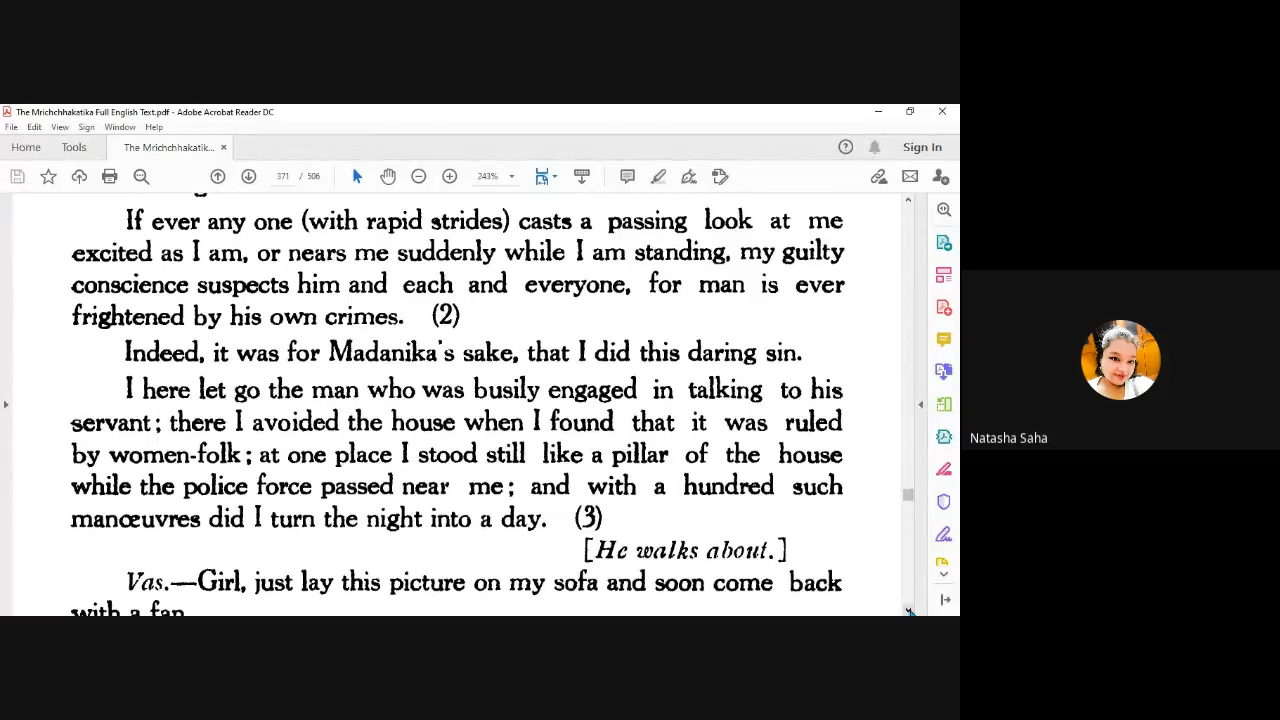 The Mrichchhakatika Full English Text.pdf - Adobe Acrobat Reader DC
File Edit View Sign Window Help
Home Tools The Mrichchhakatik... × Sign In
371 / 506 243%
If ever any one (with rapid strides) casts a passing look at me
excited as I am, or nears me suddenly while I am standing, my guilty
conscience suspects him and each and everyone, for man is ever
frightened by his own crimes. (2)
Indeed, it was for Madanika's sake, that I did this daring sin.
I here let go the man who was busily engaged in talking to his
servant; there I avoided the house when I found that it was ruled
by women-folk; at one place I stood still like a pillar of the house
while the police force passed near me; and with a hundred such
manœuvres did I turn the night into a day. (3)
[He walks about.]
Vas.—Girl, just lay this picture on my sofa and soon come back
with a fan
Natasha Saha